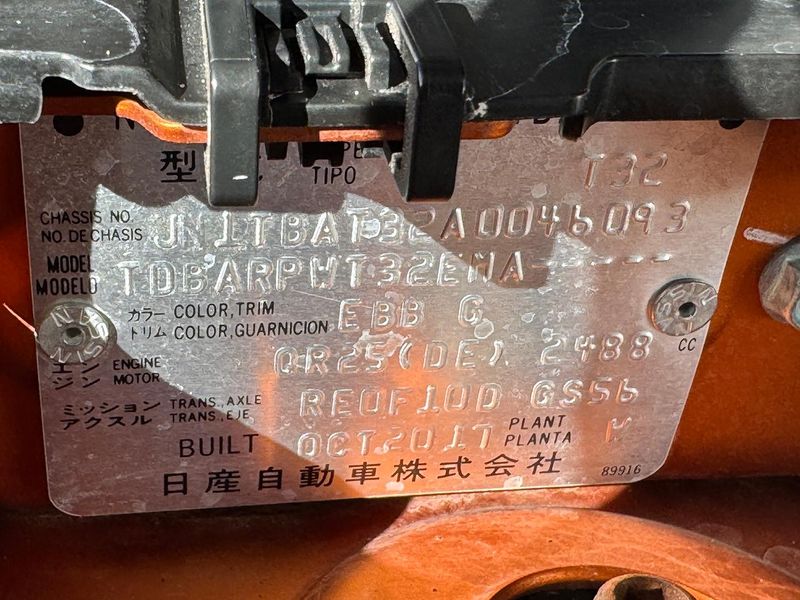 型 TIPO T32
CHASSIS NO. JN1TBAT32A0046093
NO. DE CHASIS
MODEL TDBARPWT32EWA-----
MODELO
カラー COLOR,TRIM EBB G
トリム COLOR,GUARNICION
エンジン ENGINE QR25(DE) 2488 CC
MOTOR
ミッション TRANS,AXLE RE0F10D GS56
アクスル TRANS.,EJE
BUILT OCT.2017 PLANT
PLANTA
日産自動車株式会社 89916